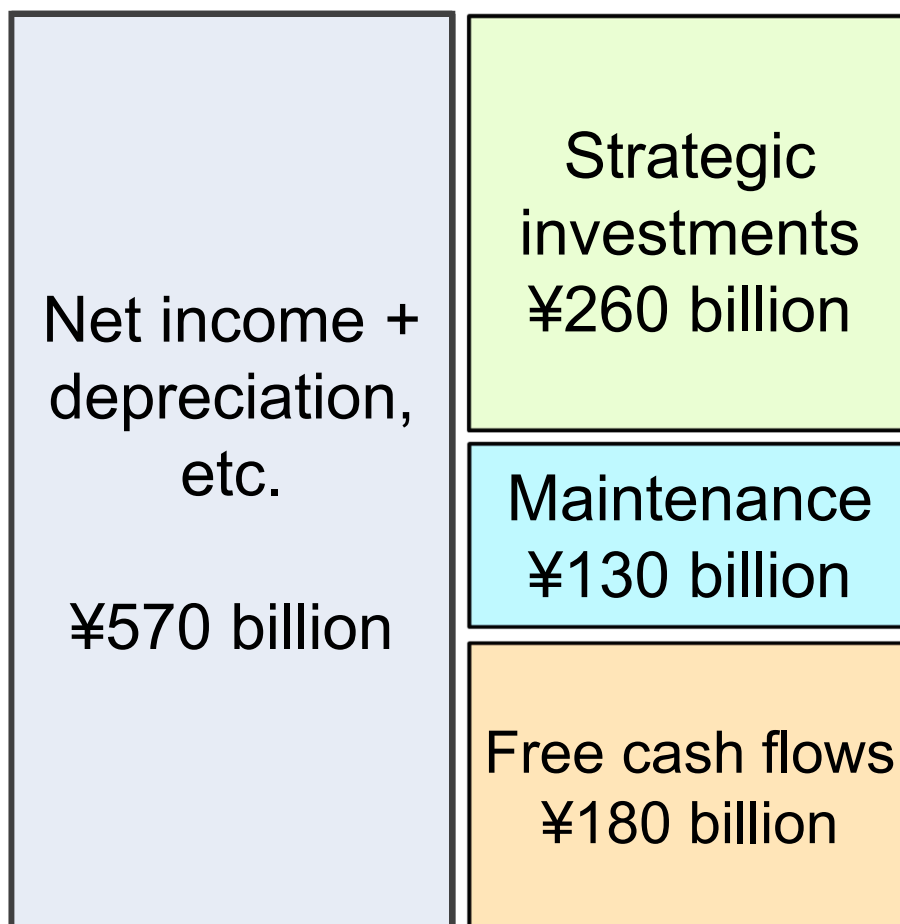 Net income +
depreciation,
etc.
¥570 billion
Strategic
investments
¥260 billion
Maintenance
¥130 billion
Free cash flows
¥180 billion